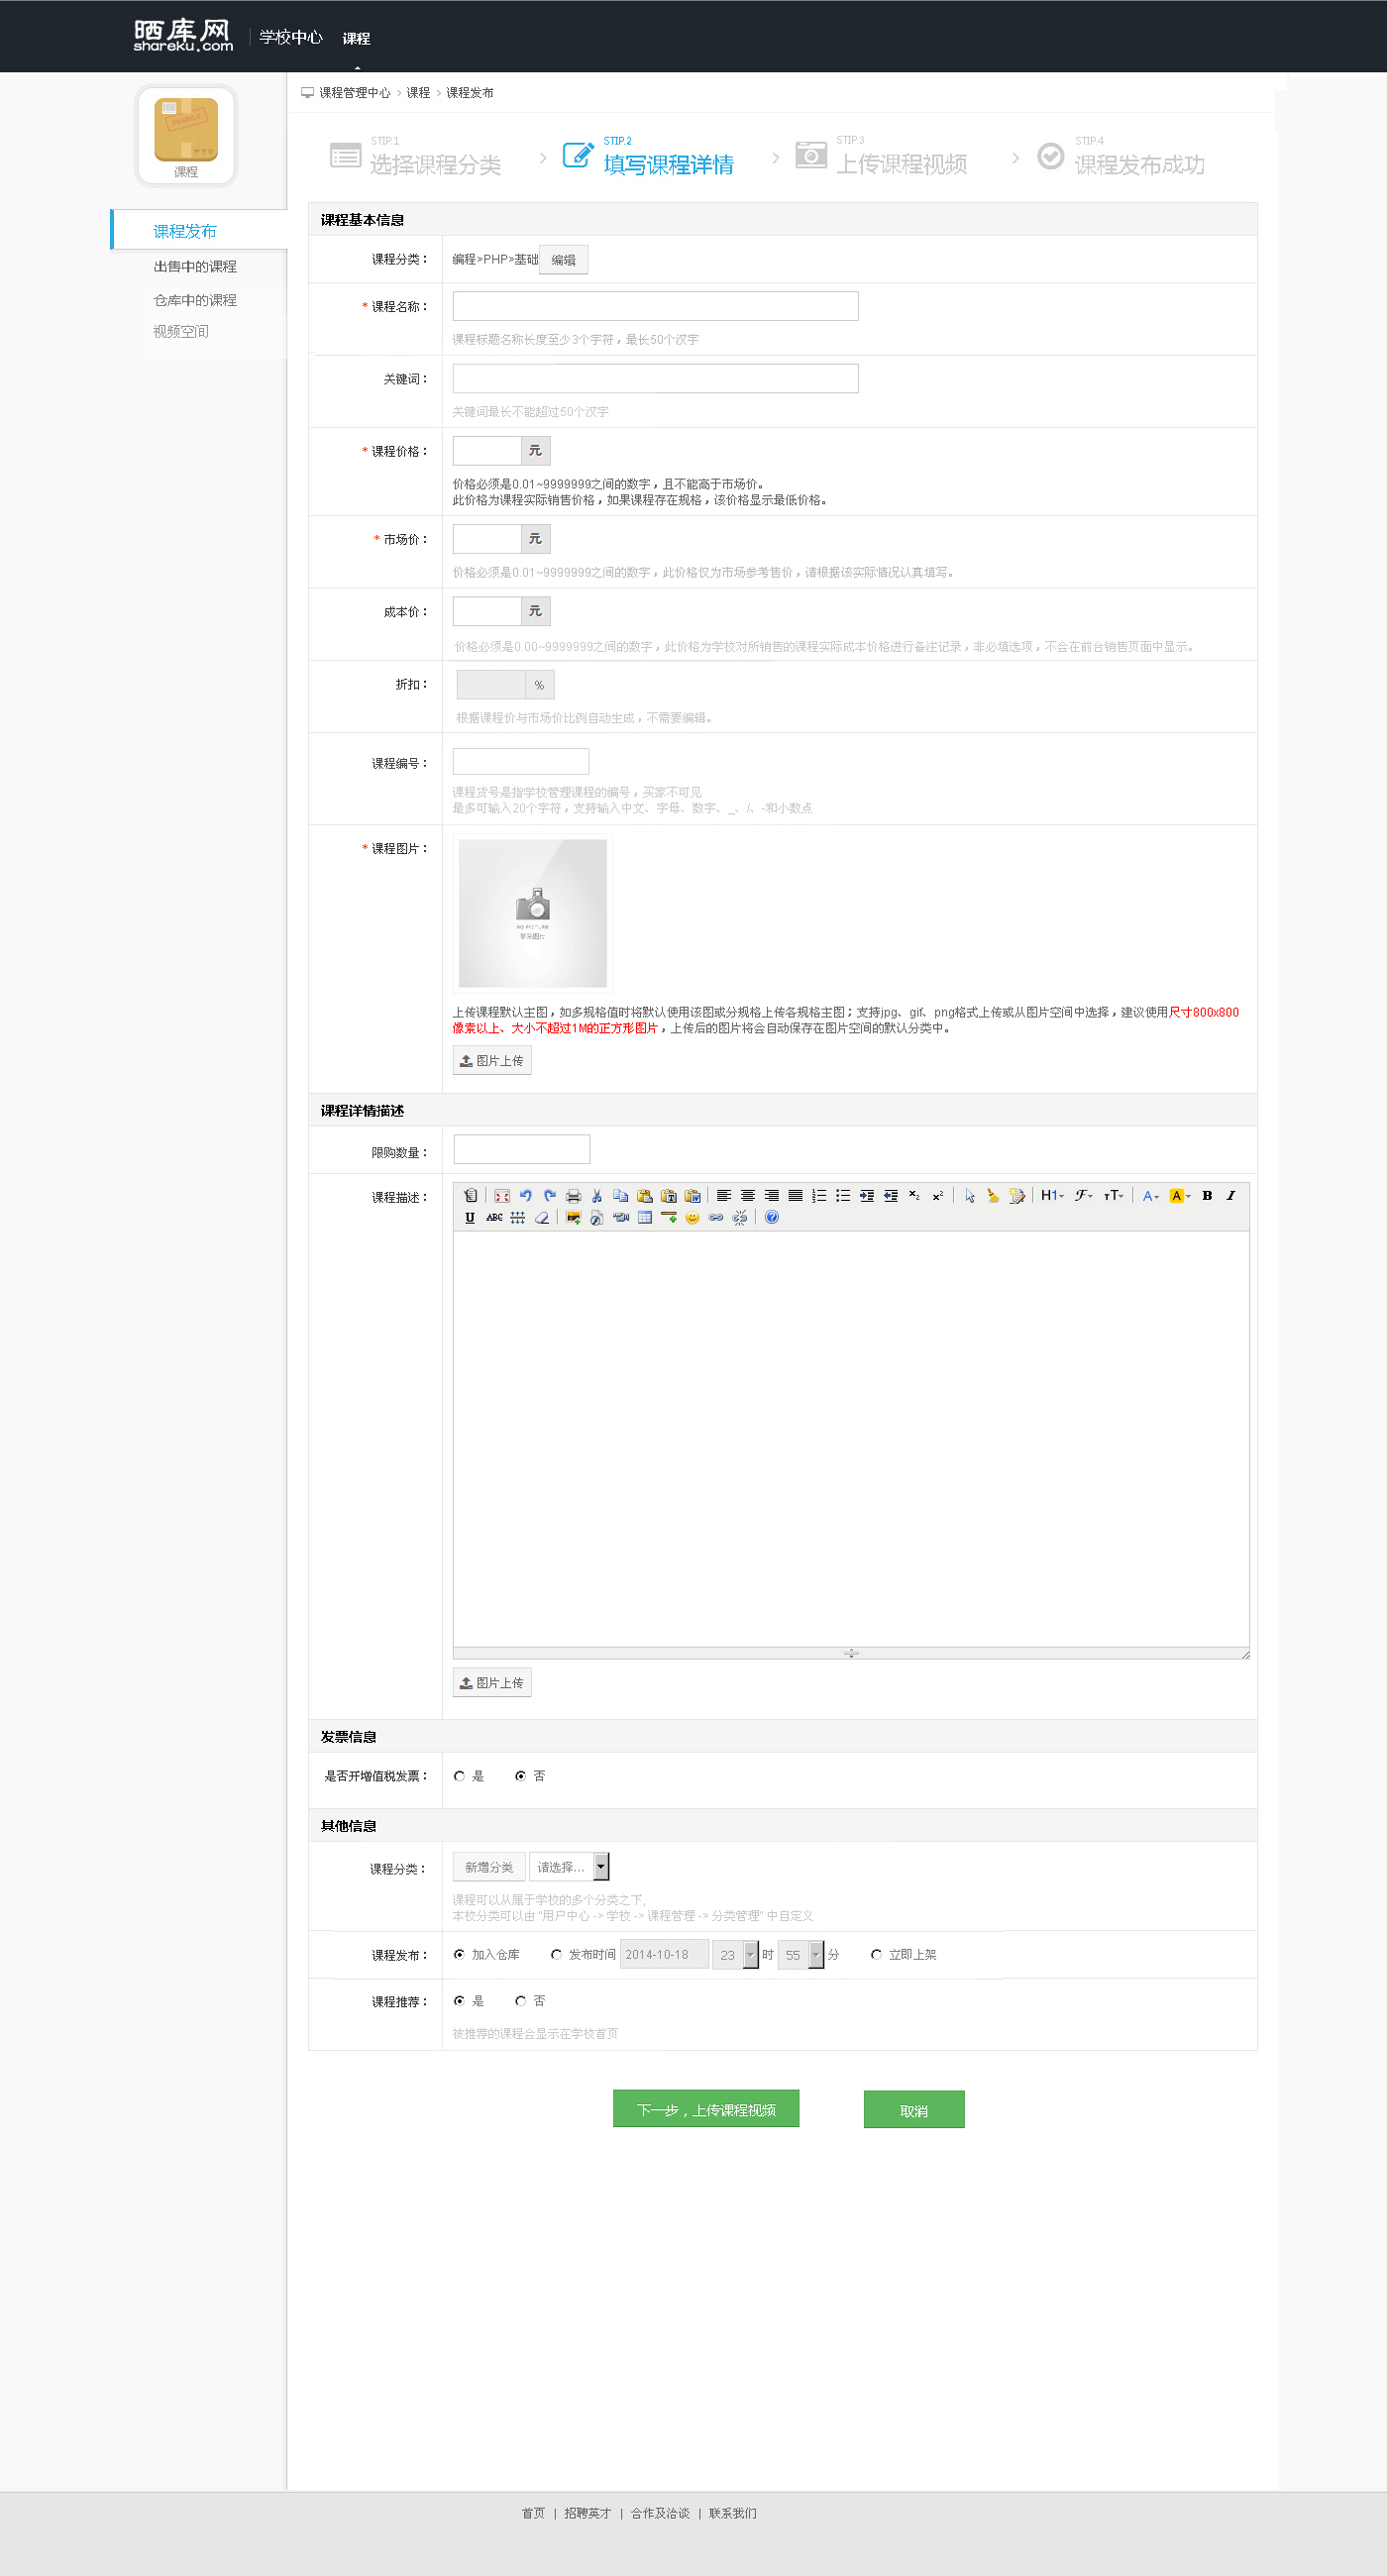 晒库网
shareku.com
学校中心
课程
课程
课程发布
出售中的课程
仓库中的课程
视频空间
课程管理中心 > 课程 > 课程发布
STIP.1
选择课程分类
STIP.2
填写课程详情
STIP.3
上传课程视频
STIP.4
课程发布成功
课程基本信息
课程分类：
编程>PHP>基础
编辑
* 课程名称：
课程标题名称长度至少3个字符，最长50个汉字
关键词：
关键词最长不能超过50个汉字
* 课程价格：
元
价格必须是0.01~9999999之间的数字，且不能高于市场价。
此价格为课程实际销售价格，如果课程存在规格，该价格显示最低价格。
* 市场价：
元
价格必须是0.01~9999999之间的数字，此价格仅为市场参考售价，请根据该实际情况认真填写。
成本价：
元
价格必须是0.00~9999999之间的数字，此价格为学校对所销售的课程实际成本价格进行备注记录，非必填选项，不会在前台销售页面中显示。
折扣：
%
根据课程价与市场价比例自动生成，不需要编辑。
课程编号：
课程货号是指学校管理课程的编号，买家不可见
最多可输入20个字符，支持输入中文、字母、数字、_、/、-和小数点
* 课程图片：
NO PICTURE
暂无图片
上传课程默认主图，如多规格值时将默认使用该图或分规格上传各规格主图；支持jpg、gif、png格式上传或从图片空间中选择，建议使用尺寸800x800
像素以上、大小不超过1M的正方形图片，上传后的图片将会自动保存在图片空间的默认分类中。
图片上传
课程详情描述
限购数量：
课程描述：
图片上传
发票信息
是否开增值税发票：
是 否
其他信息
课程分类：
新增分类 请选择...
课程可以从属于学校的多个分类之下,
本校分类可以由 "用户中心 -> 学校 -> 课程管理 -> 分类管理" 中自定义
课程发布：
加入仓库 发布时间 2014-10-18 23 时 55 分 立即上架
课程推荐：
是 否
被推荐的课程会显示在学校首页
下一步，上传课程视频
取消
首页 | 招聘英才 | 合作及洽谈 | 联系我们